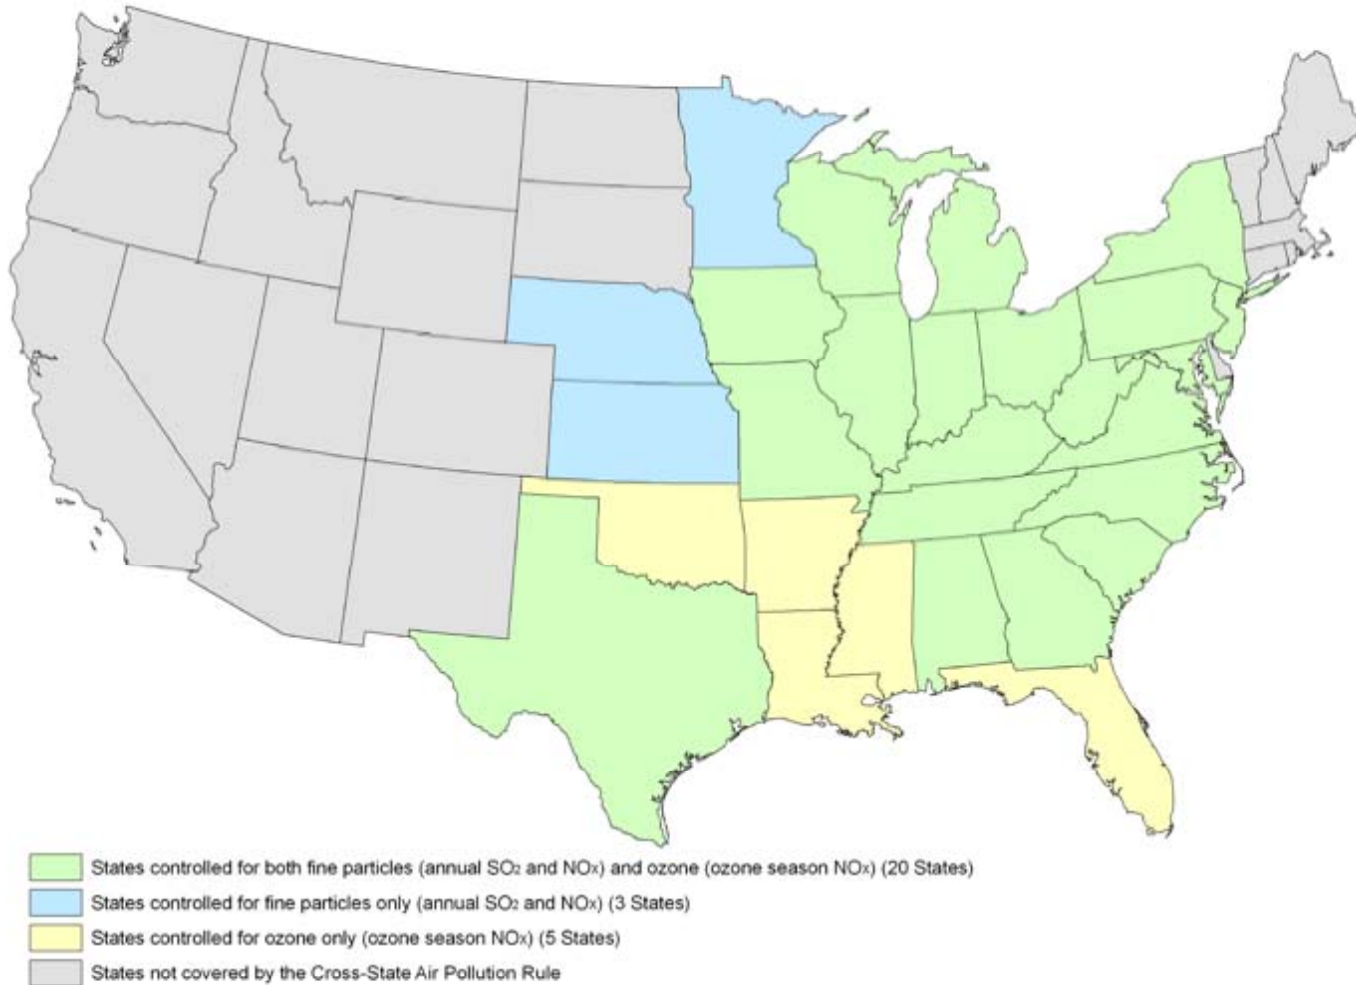 States controlled for both fine particles (annual SO₂ and NOx) and ozone (ozone season NOx) (20 States)
States controlled for fine particles only (annual SO₂ and NOx) (3 States)
States controlled for ozone only (ozone season NOx) (5 States)
States not covered by the Cross-State Air Pollution Rule